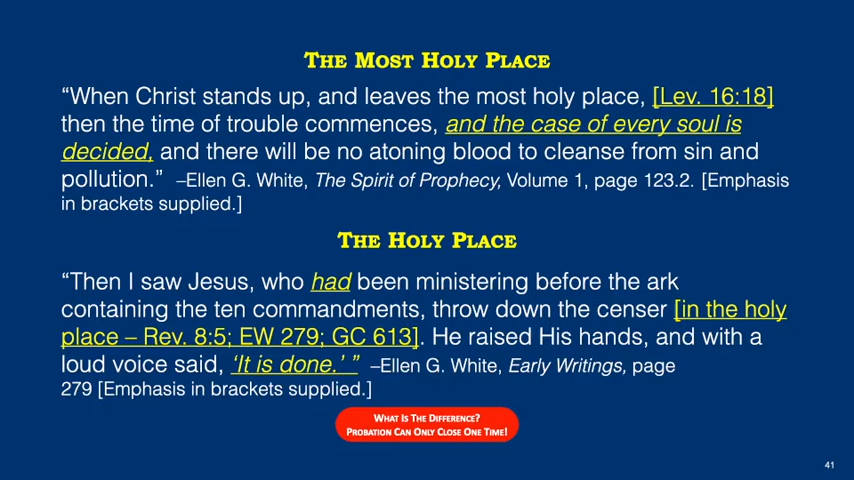 THE MOST HOLY PLACE
“When Christ stands up, and leaves the most holy place, [Lev. 16:18]
then the time of trouble commences, and the case of every soul is
decided, and there will be no atoning blood to cleanse from sin and
pollution.” –Ellen G. White, The Spirit of Prophecy, Volume 1, page 123.2. [Emphasis
in brackets supplied.]
THE HOLY PLACE
“Then I saw Jesus, who had been ministering before the ark
containing the ten commandments, throw down the censer [in the holy
place – Rev. 8:5; EW 279; GC 613]. He raised His hands, and with a
loud voice said, ‘It is done.’ ” –Ellen G. White, Early Writings, page
279 [Emphasis in brackets supplied.]
WHAT IS THE DIFFERENCE?
PROBATION CAN ONLY CLOSE ONE TIME!
41